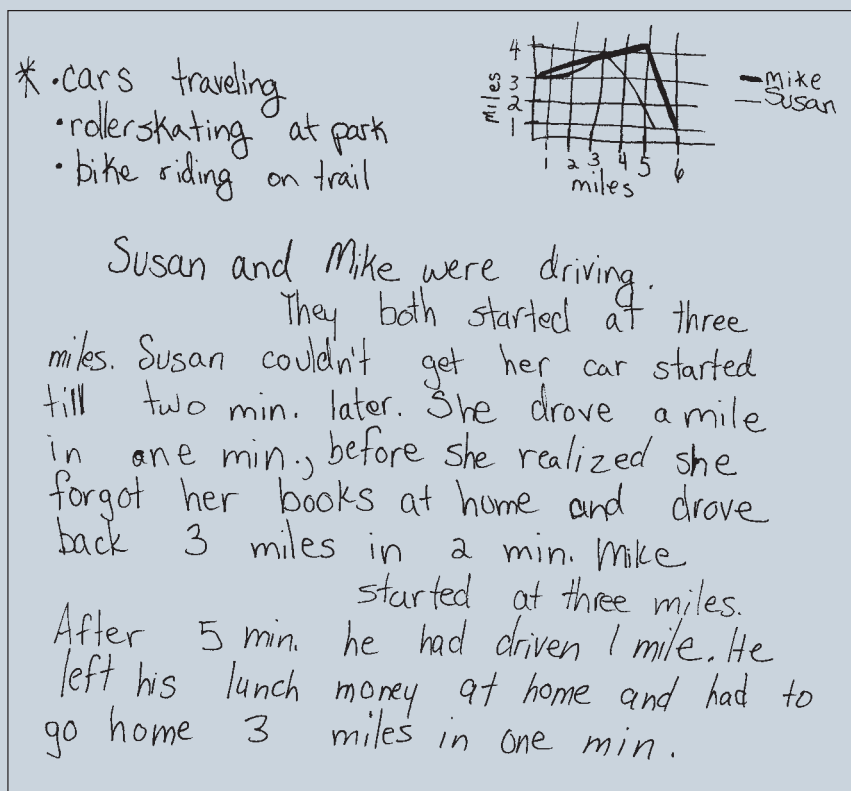 * • cars traveling
• rollerskating at park
• bike riding on trail
4
3
2
1
miles
1 2 3 4 5 6
miles
Mike
Susan
Susan and Mike were driving.
They both started at three
miles. Susan couldn't get her car started
till two min. later. She drove a mile
in one min., before she realized she
forgot her books at home and drove
back 3 miles in 2 min. Mike
started at three miles.
After 5 min. he had driven 1 mile. He
left his lunch money at home and had to
go home 3 miles in one min.